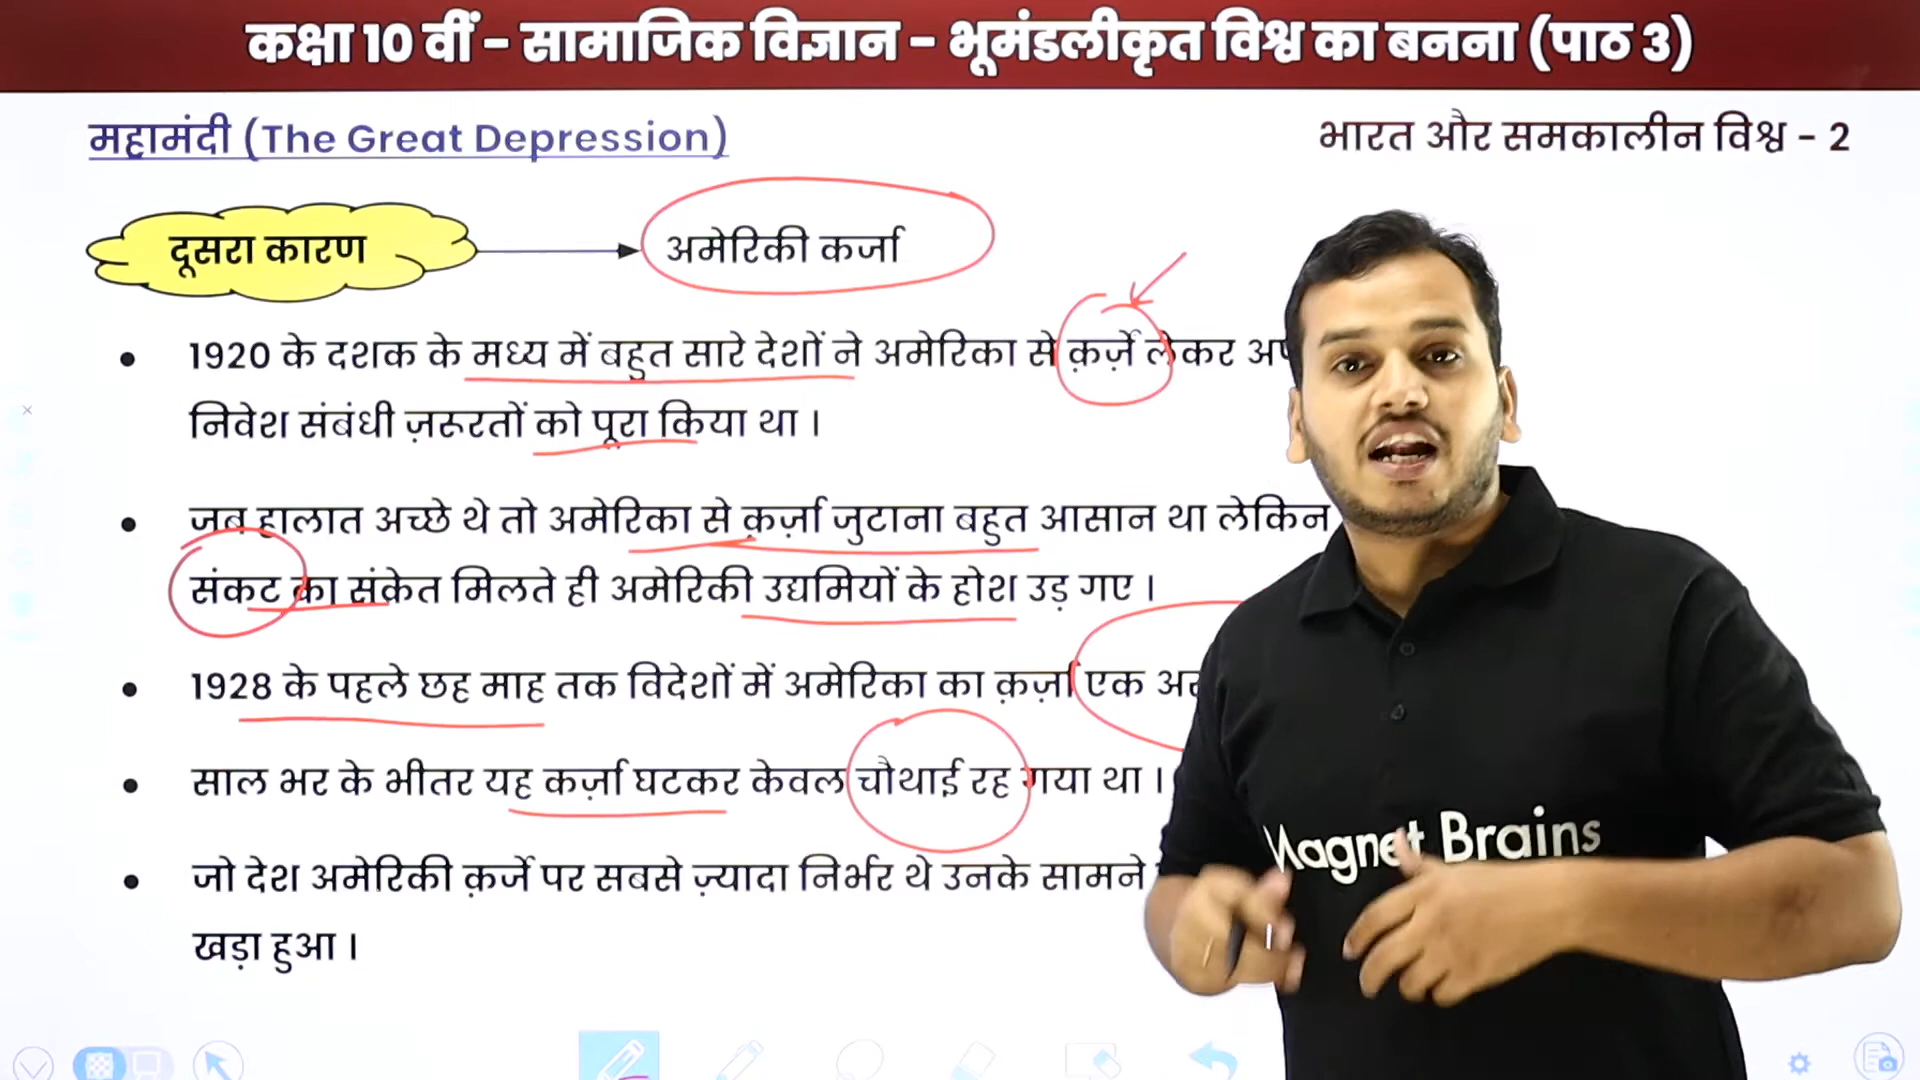 कक्षा 10 वीं – सामाजिक विज्ञान – भूमंडलीकृत विश्व का बनना (पाठ 3)
महामंदी (The Great Depression)
भारत और समकालीन विश्व - 2
दूसरा कारण
अमेरिकी कर्जा
• 1920 के दशक के मध्य में बहुत सारे देशों ने अमेरिका से क़र्ज़े लेकर
निवेश संबंधी ज़रूरतों को पूरा किया था ।
• जब हालात अच्छे थे तो अमेरिका से क़र्ज़ा जुटाना बहुत आसान था लेकिन
संकट का संकेत मिलते ही अमेरिकी उद्यमियों के होश उड़ गए ।
• 1928 के पहले छह माह तक विदेशों में अमेरिका का क़र्ज़ा एक
• साल भर के भीतर यह कर्ज़ा घटकर केवल चौथाई रह गया था ।
• जो देश अमेरिकी क़र्जे पर सबसे ज़्यादा निर्भर थे उनके सामने
खड़ा हुआ ।
Magnet Brains